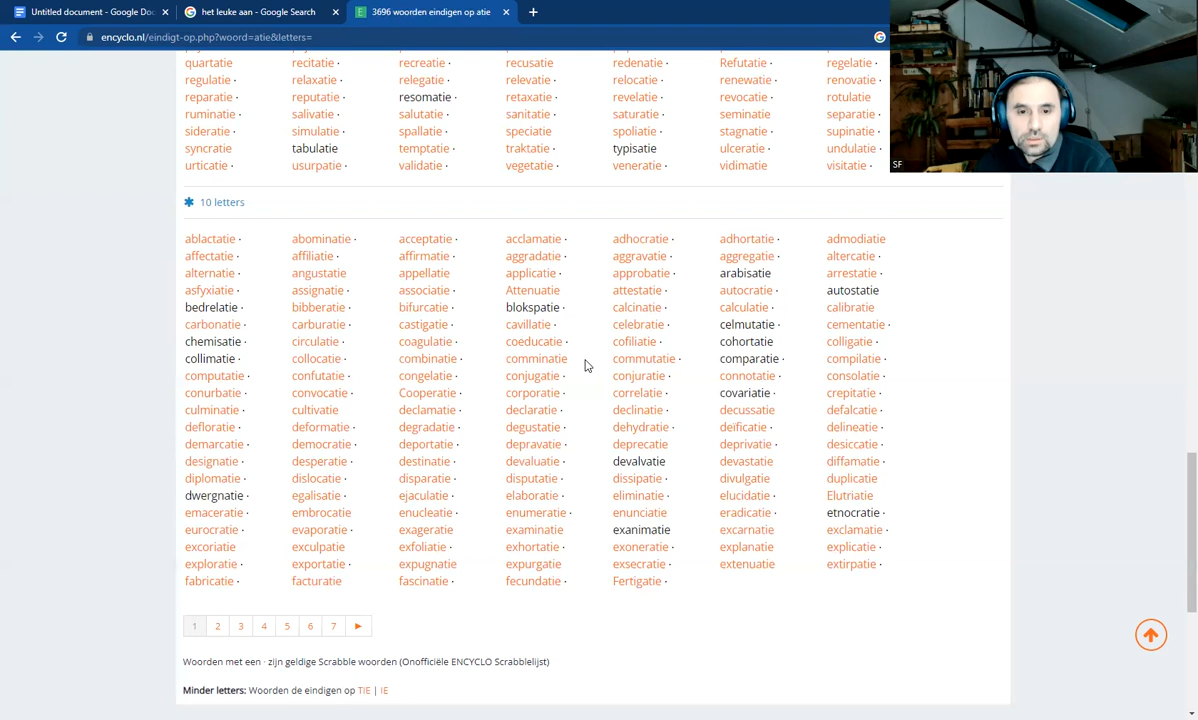 Untitled document - Google Doc
het leuke aan - Google Search
3696 woorden eindigen op atie
encyclo.nl/eindigt-op.php?woord=atie&letters=
quartatie recitatie · recreatie · recusatie redenatie · Refutatie · regelatie ·
regulatie · relaxatie · relegatie · relevatie · relocatie · renewatie · renovatie ·
reparatie · reputatie · resomatie · retaxatie · revelatie · revocatie · rotulatie
ruminatie · salivatie · salutatie · sanitatie · saturatie · seminatie separatie ·
sideratie · simulatie · spallatie · speciatie spoliatie · stagnatie · supinatie ·
syncratie tabulatie temptatie · traktatie · typisatie ulceratie · undulatie ·
urticatie · usurpatie · validatie · vegetatie · veneratie · vidimatie visitatie ·
10 letters
ablactatie · abominatie · acceptatie · acclamatie · adhocratie · adhortatie · admodiatie
affectatie · affiliatie · affirmatie · aggradatie · aggravatie · aggregatie · altercatie ·
alternatie · angustatie appellatie applicatie · approbatie · arabisatie arrestatie ·
asfyxiatie · assignatie · associatie · Attenuatie attestatie · autocratie · autostatie
bedrelatie · bibberatie · bifurcatie · blokspatie · calcinatie · calculatie · calibratie
carbonatie · carburatie · castigatie · cavillatie · celebratie · celmutatie · cementatie ·
chemisatie · circulatie · coagulatie · coeducatie · cofiliatie · cohortatie colligatie ·
collimatie · collocatie · combinatie · comminatie commutatie · comparatie · compilatie ·
computatie · confutatie · congelatie · conjugatie · conjuratie · connotatie · consolatie ·
conurbatie · convocatie · Cooperatie · corporatie · correlatie · covariatie · crepitatie ·
culminatie · cultivatie declamatie · declaratie · declinatie · decussatie defalcatie ·
defloratie · deformatie · degradatie · degustatie · dehydratie · deificatie · delineatie ·
demarcatie · democratie · deportatie · depravatie · deprecatie deprivatie · desiccatie ·
designatie · desperatie · destinatie · devaluatie · devalvatie devastatie diffamatie ·
diplomatie · dislocatie · disparatie · disputatie · dissipatie · divulgatie duplicatie
dwergnatie · egalisatie · ejaculatie · elaboratie · eliminatie · elucidatie · Elutriatie
emaceratie · embrocatie enucleatie · enumeratie · enunciatie eradicatie · etnocratie ·
eurocratie · evaporatie · exageratie examinatie exanimatie excarnatie exclamatie ·
excoriatie exculpatie exfoliatie · exhortatie · exoneratie · explanatie explicatie ·
exploratie · exportatie · expugnatie expurgatie exsecratie · extenuatie extirpatie ·
fabricatie · facturatie fascinatie · fecundatie · Fertigatie ·
1 2 3 4 5 6 7 ►
Woorden met een · zijn geldige Scrabble woorden (Onofficiële ENCYCLO Scrabblelijst)
Minder letters: Woorden de eindigen op TIE | IE
SF